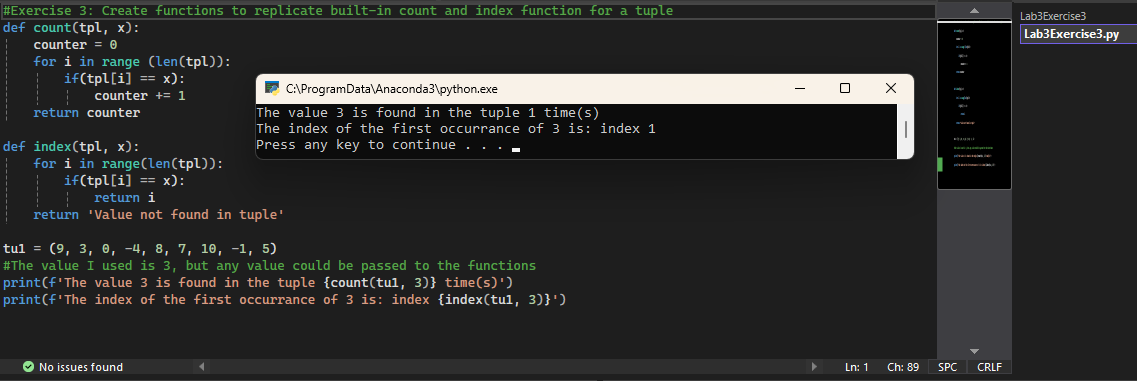 #Exercise 3: Create functions to replicate built-in count and index function for a tuple
def count(tpl, x):
    counter = 0
    for i in range (len(tpl)):
        if(tpl[i] == x):
            counter += 1
    return counter
def index(tpl, x):
    for i in range(len(tpl)):
        if(tpl[i] == x):
            return i
    return 'Value not found in tuple'
tu1 = (9, 3, 0, -4, 8, 7, 10, -1, 5)
#The value I used is 3, but any value could be passed to the functions
print(f'The value 3 is found in the tuple {count(tu1, 3)} time(s)')
print(f'The index of the first occurrance of 3 is: index {index(tu1, 3)}')
C:\ProgramData\Anaconda3\python.exe
The value 3 is found in the tuple 1 time(s)
The index of the first occurrance of 3 is: index 1
Press any key to continue . . .
Lab3Exercise3
Lab3Exercise3.py
No issues found
Ln: 1 Ch: 89 SPC CRLF